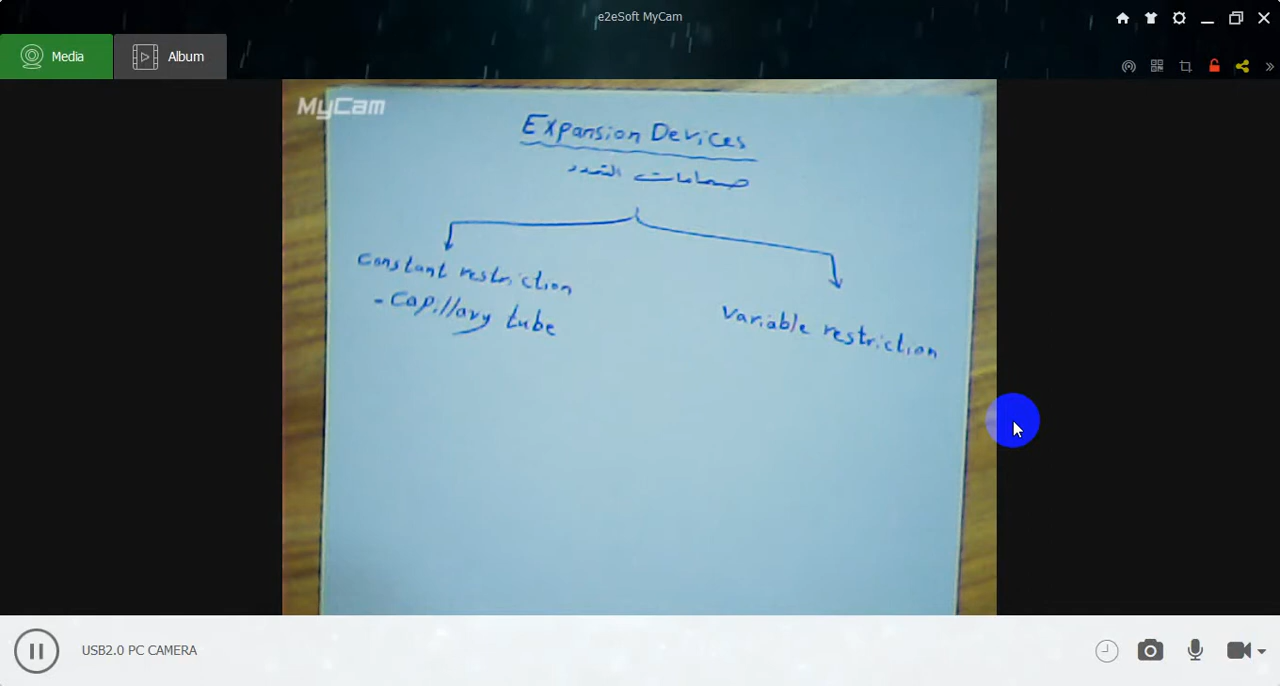 e2eSoft MyCam
Media
Album
MyCam
Expansion Devices
صمامات التمدد
Constant restriction
- Capillary tube
Variable restriction
USB2.0 PC CAMERA